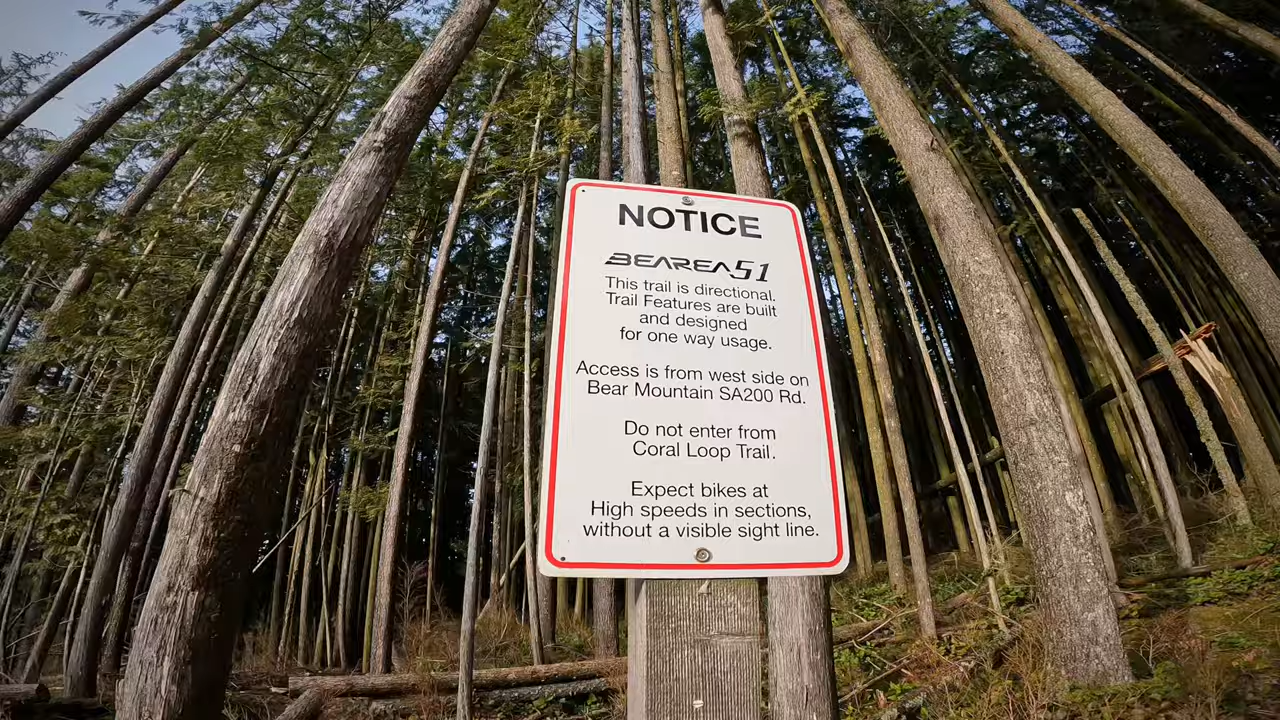 NOTICE
BEAREA51
This trail is directional.
Trail Features are built
and designed
for one way usage.
Access is from west side on
Bear Mountain SA200 Rd.
Do not enter from
Coral Loop Trail.
Expect bikes at
High speeds in sections,
without a visible sight line.